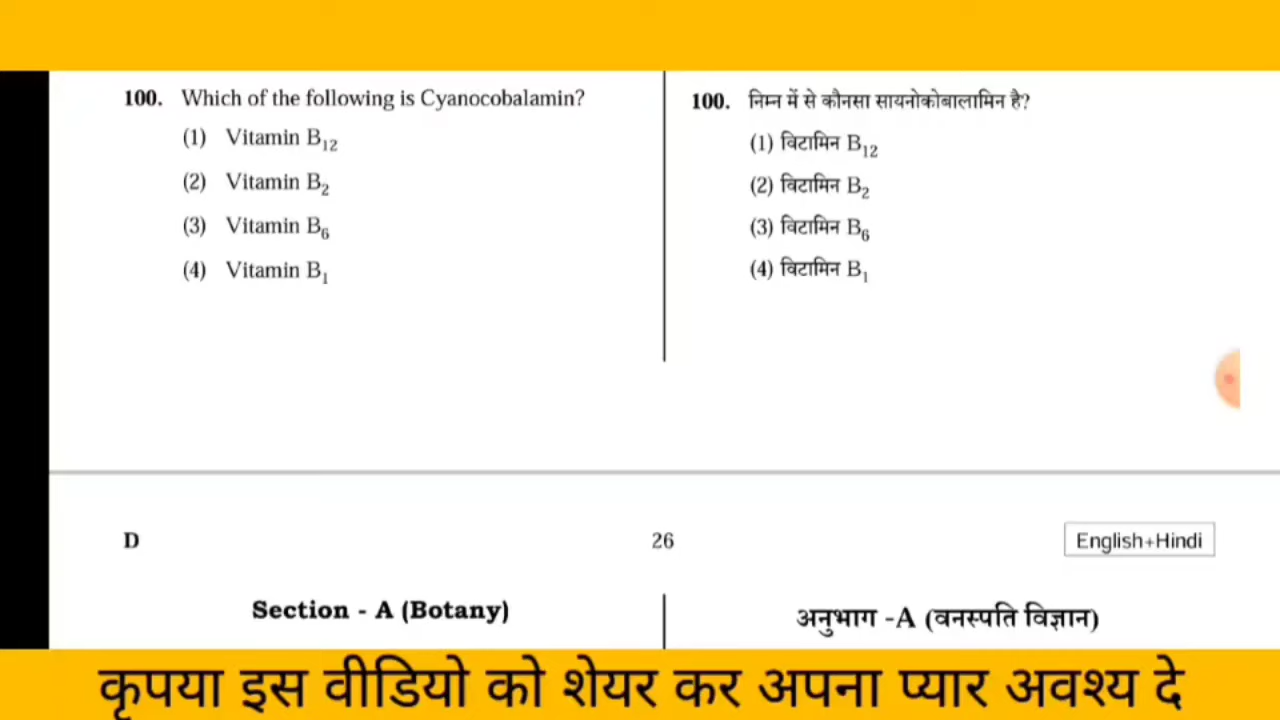 100. Which of the following is Cyanocobalamin?
(1) Vitamin B₁₂
(2) Vitamin B₂
(3) Vitamin B₆
(4) Vitamin B₁
100. निम्न में से कौनसा सायनोकोबालामिन है?
(1) विटामिन B₁₂
(2) विटामिन B₂
(3) विटामिन B₆
(4) विटामिन B₁
D 26 English+Hindi
Section - A (Botany)
अनुभाग -A (वनस्पति विज्ञान)
कृपया इस वीडियो को शेयर कर अपना प्यार अवश्य दे